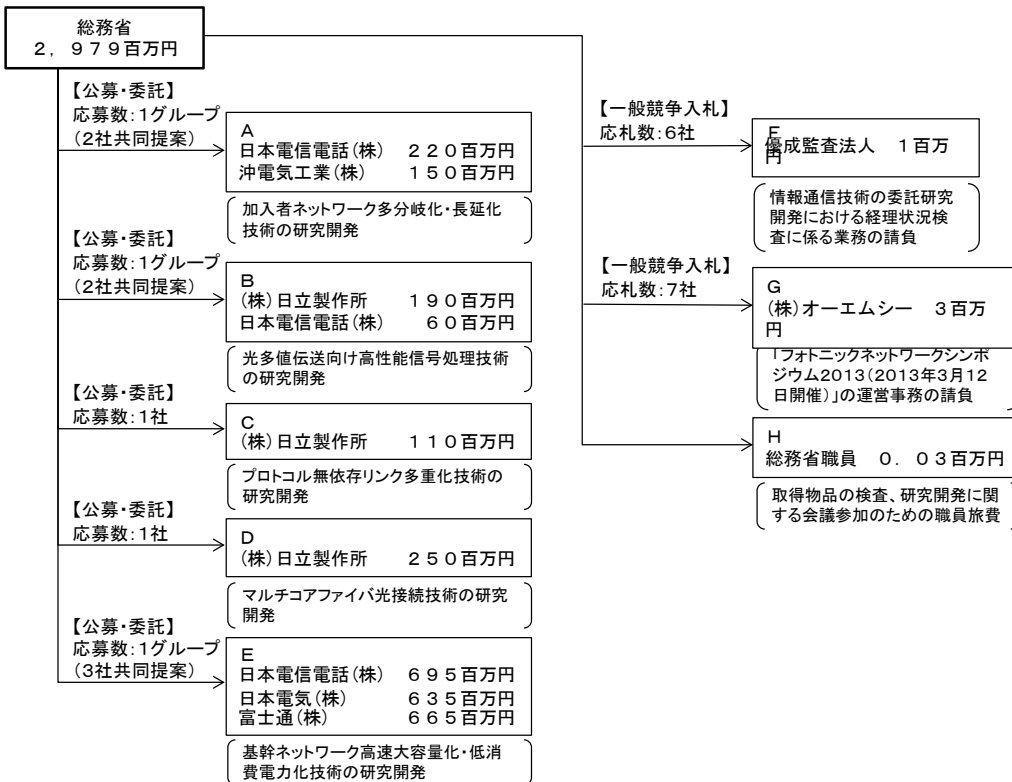 総務省
２，９７９百万円
【公募・委託】
応募数：1グループ
（2社共同提案）
A
日本電信電話（株）　２２０百万円
沖電気工業（株）　１５０百万円
加入者ネットワーク多分岐化・長延化
技術の研究開発
【公募・委託】
応募数：1グループ
（2社共同提案）
B
（株）日立製作所　１９０百万円
日本電信電話（株）　６０百万円
光多値伝送向け高性能信号処理技術
の研究開発
【公募・委託】
応募数：1社
C
（株）日立製作所　１１０百万円
プロトコル無依存リンク多重化技術の
研究開発
【公募・委託】
応募数：1社
D
（株）日立製作所　２５０百万円
マルチコアファイバ光接続技術の研究
開発
【公募・委託】
応募数：1グループ
（3社共同提案）
E
日本電信電話（株）　６９５百万円
日本電気（株）　６３５百万円
富士通（株）　６６５百万円
基幹ネットワーク高速大容量化・低消
費電力化技術の研究開発
【一般競争入札】
応札数：6社
F
優成監査法人　１百万
円
情報通信技術の委託研究
開発における経理状況検
査に係る業務の請負
【一般競争入札】
応札数：7社
G
（株）オーエムシー　３百万
円
「フォトニックネットワークシンポ
ジウム2013（2013年3月12
日開催）」の運営事務の請負
H
総務省職員　０．０３百万円
取得物品の検査、研究開発に関
する会議参加のための職員旅費